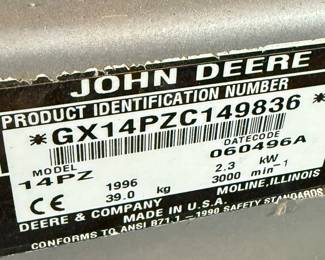 JOHN DEERE
PRODUCT IDENTIFICATION NUMBER
*GX14PZC149836*
MODEL DATECODE
14PZ 1996 2.3 kW 060496A
CE 39.0 kg 3000 min-1
DEERE & COMPANY MOLINE, ILLINOIS
MADE IN U.S.A.
CONFORMS TO ANSI B71.1-1990 SAFETY STANDARDS